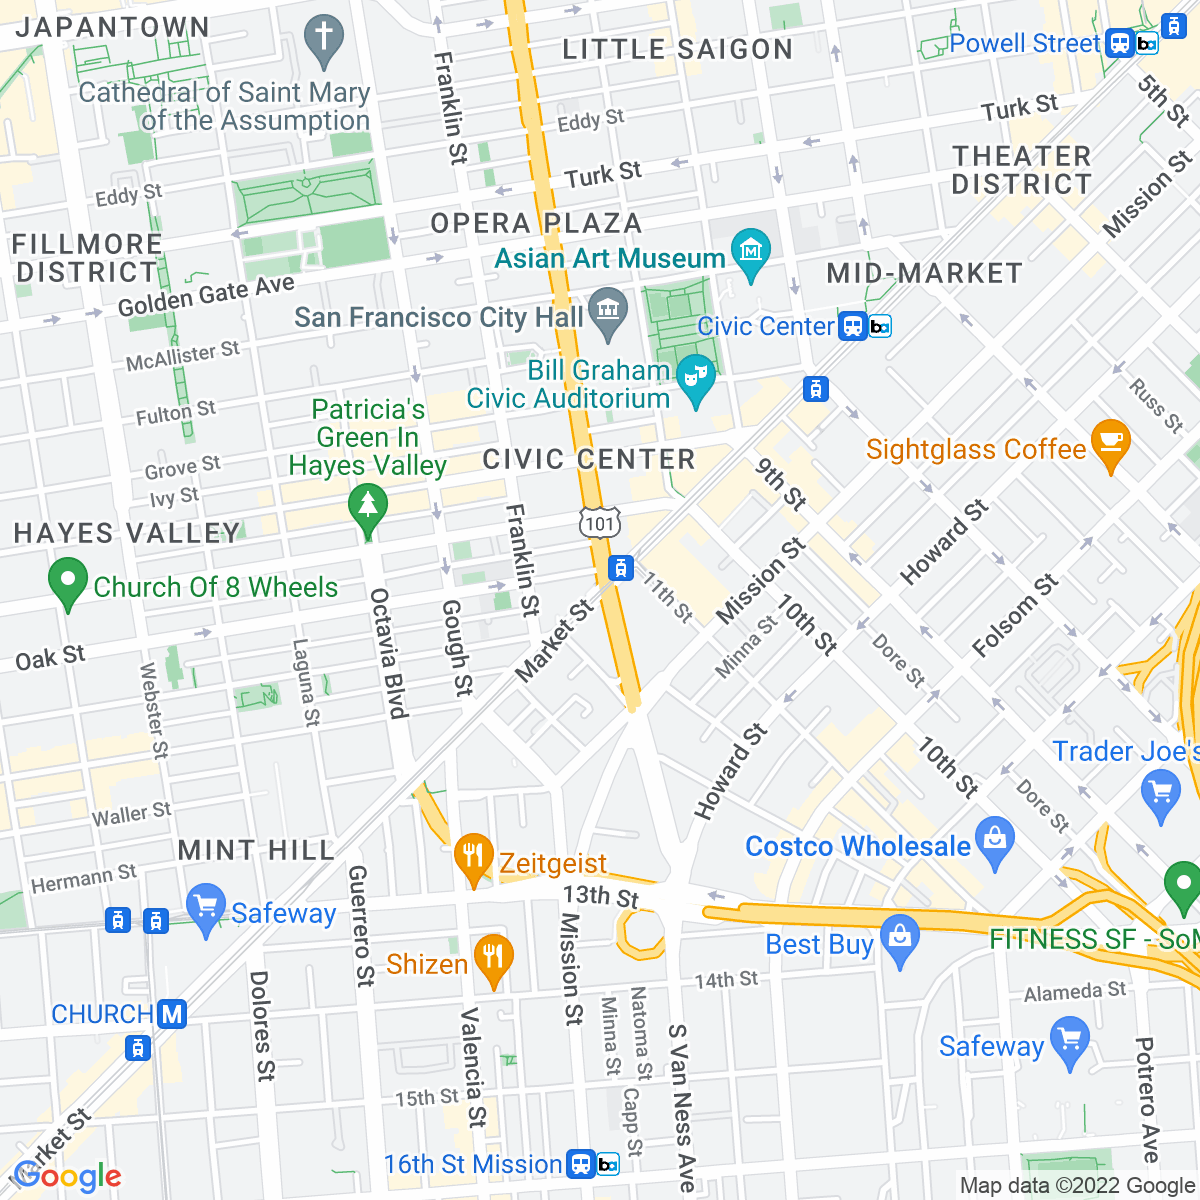 JAPANTOWN
LITTLE SAIGON
Powell Street
Cathedral of Saint Mary
of the Assumption
Franklin St
Eddy St
Turk St
5th St
THEATER
DISTRICT
Mission St
Eddy St
Turk St
OPERA PLAZA
FILLMORE
DISTRICT
Asian Art Museum
MID-MARKET
Golden Gate Ave
San Francisco City Hall
Civic Center
McAllister St
Bill Graham
Civic Auditorium
Russ St
Fulton St
Patricia's
Green In
Hayes Valley
Sightglass Coffee
Grove St
CIVIC CENTER
9th St
Ivy St
HAYES VALLEY
Franklin St
101
Howard St
Church Of 8 Wheels
11th St
Mission St
10th St
Folsom St
Octavia Blvd
Gough St
Market St
Minna St
Dore St
Oak St
Laguna St
Webster St
Howard St
10th St
Trader Joe's
Dore St
Waller St
MINT HILL
Zeitgeist
Costco Wholesale
Hermann St
Guerrero St
13th St
Safeway
Mission St
Best Buy
FITNESS SF - SoM
Shizen
14th St
Alameda St
Dolores St
CHURCH
M
Valencia St
Minna St
Natoma St
S Van Ness Ave
Safeway
Potrero Ave
15th St
Capp St
Market St
16th St Mission
Google
Map data ©2022 Google